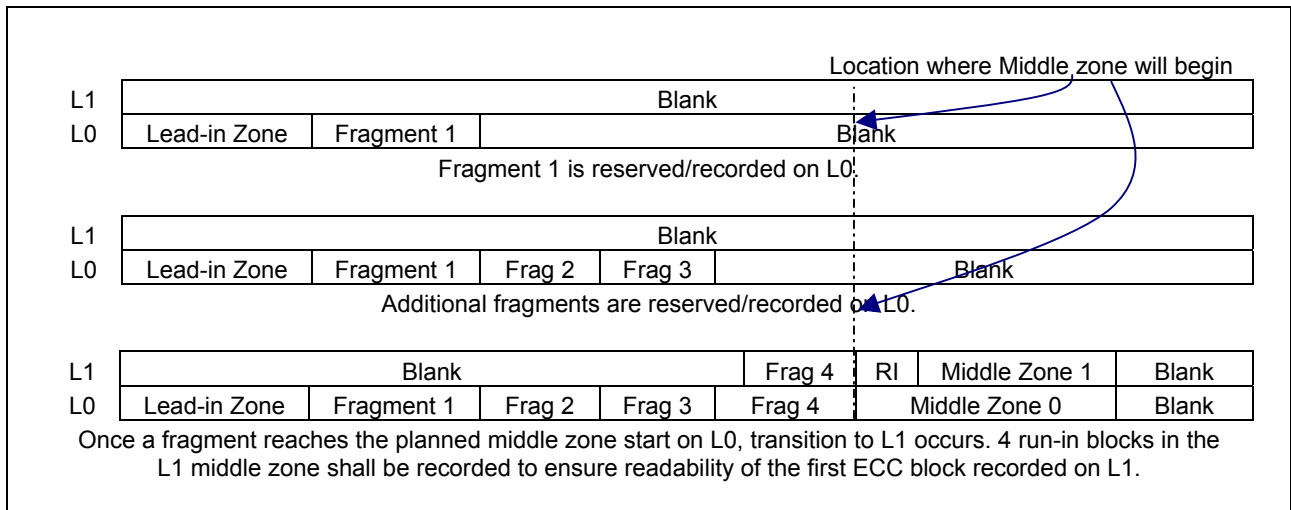 Location where Middle zone will begin
L1 Blank
L0 Lead-in Zone Fragment 1 Blank
Fragment 1 is reserved/recorded on L0.
L1 Blank
L0 Lead-in Zone Fragment 1 Frag 2 Frag 3 Blank
Additional fragments are reserved/recorded on L0.
L1 Blank Frag 4 RI Middle Zone 1 Blank
L0 Lead-in Zone Fragment 1 Frag 2 Frag 3 Frag 4 Middle Zone 0 Blank
Once a fragment reaches the planned middle zone start on L0, transition to L1 occurs. 4 run-in blocks in the
L1 middle zone shall be recorded to ensure readability of the first ECC block recorded on L1.